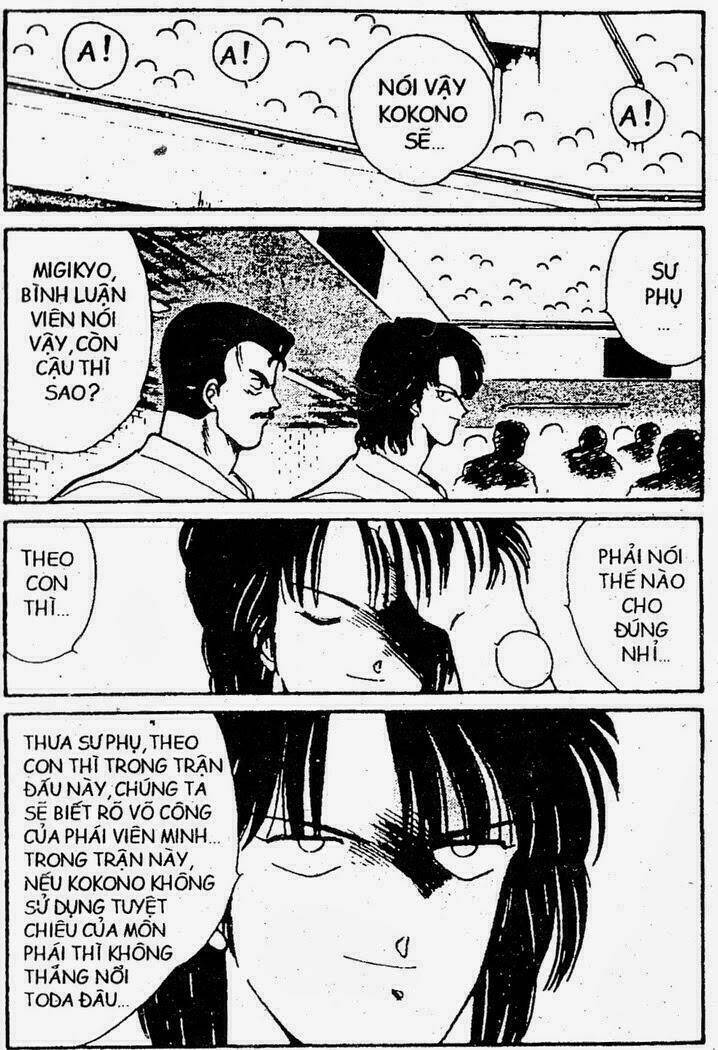 A!
A!
NÓI VẬY
KOKONO
SẼ...
A!
MIGIKYO,
BÌNH LUẬN
VIÊN NÓI
VẬY, CÒN
CẬU THÌ
SAO?
SƯ
PHỤ
...
THEO
CON
THÌ...
PHẢI NÓI
THẾ NÀO
CHO
ĐÚNG
NHỈ...
THƯA SƯ PHỤ, THEO
CON THÌ TRONG TRẬN
ĐẤU NÀY, CHÚNG TA
SẼ BIẾT RÕ VÕ CÔNG
CỦA PHÁI VIÊN MINH...
TRONG TRẬN NÀY,
NẾU KOKONO KHÔNG
SỬ DỤNG TUYỆT
CHIÊU CỦA MÔN
PHÁI THÌ KHÔNG
THẮNG NỔI
TODA ĐÂU...